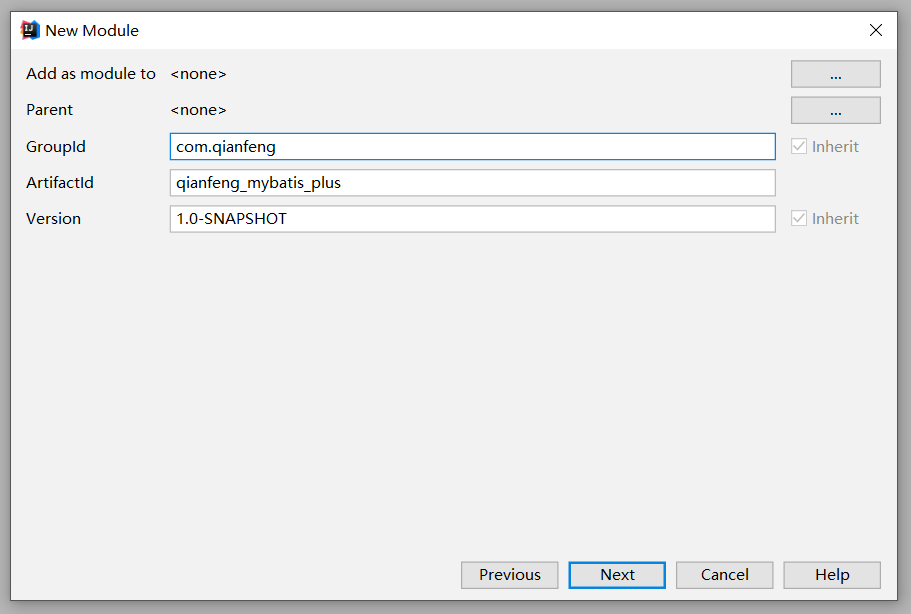 New Module
Add as module to <none> ...
Parent <none> ...
GroupId com.qianfeng Inherit
ArtifactId qianfeng_mybatis_plus
Version 1.0-SNAPSHOT Inherit
Previous Next Cancel Help